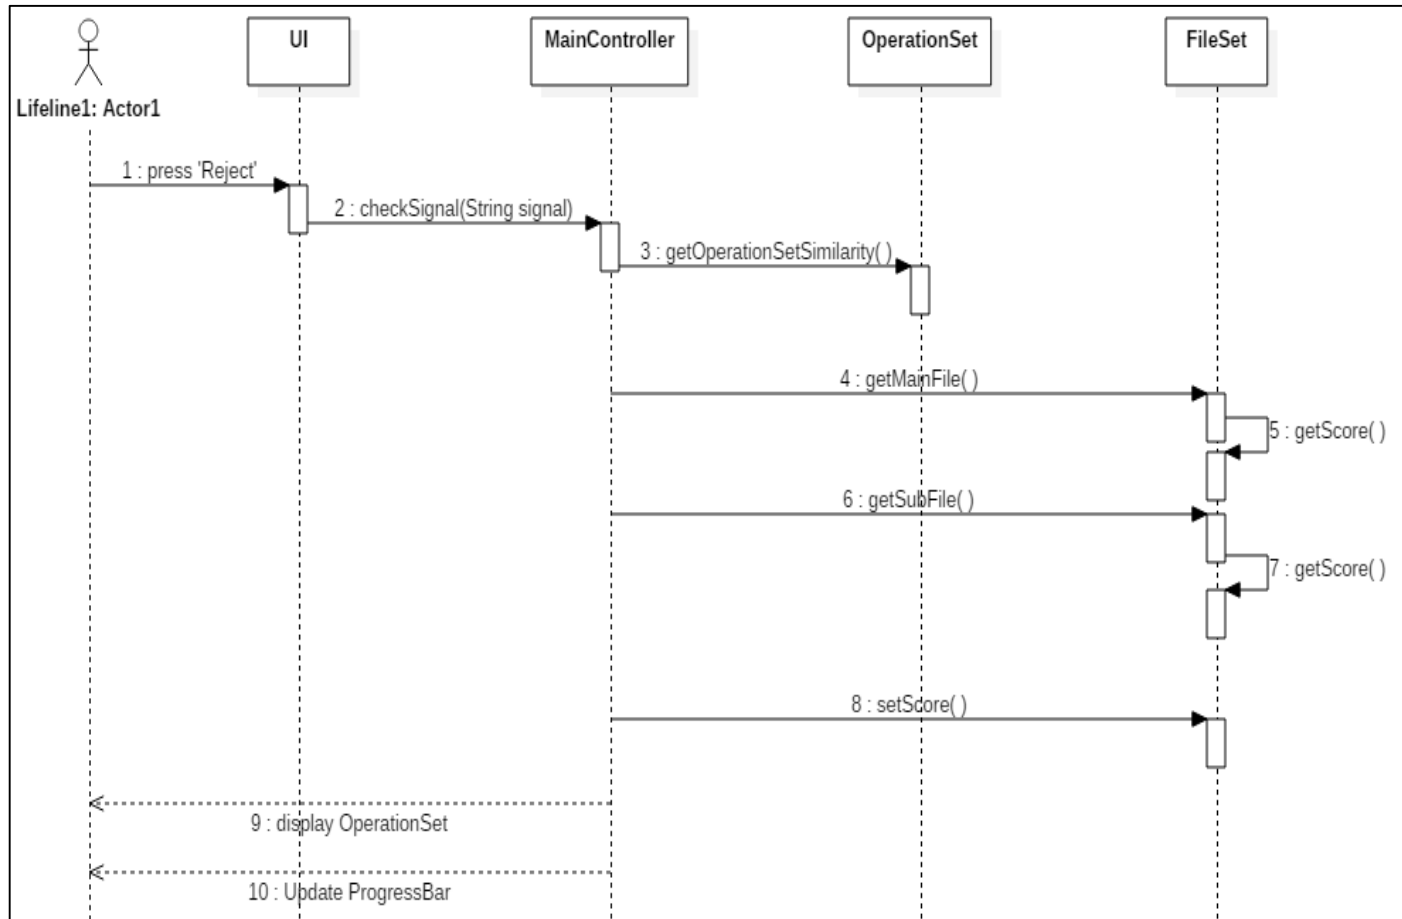 UI
MainController
OperationSet
FileSet
Lifeline1: Actor1
1 : press 'Reject'
2 : checkSignal(String signal)
3 : getOperationSetSimilarity( )
4 : getMainFile( )
5 : getScore( )
6 : getSubFile( )
7 : getScore( )
8 : setScore( )
9 : display OperationSet
10 : Update ProgressBar